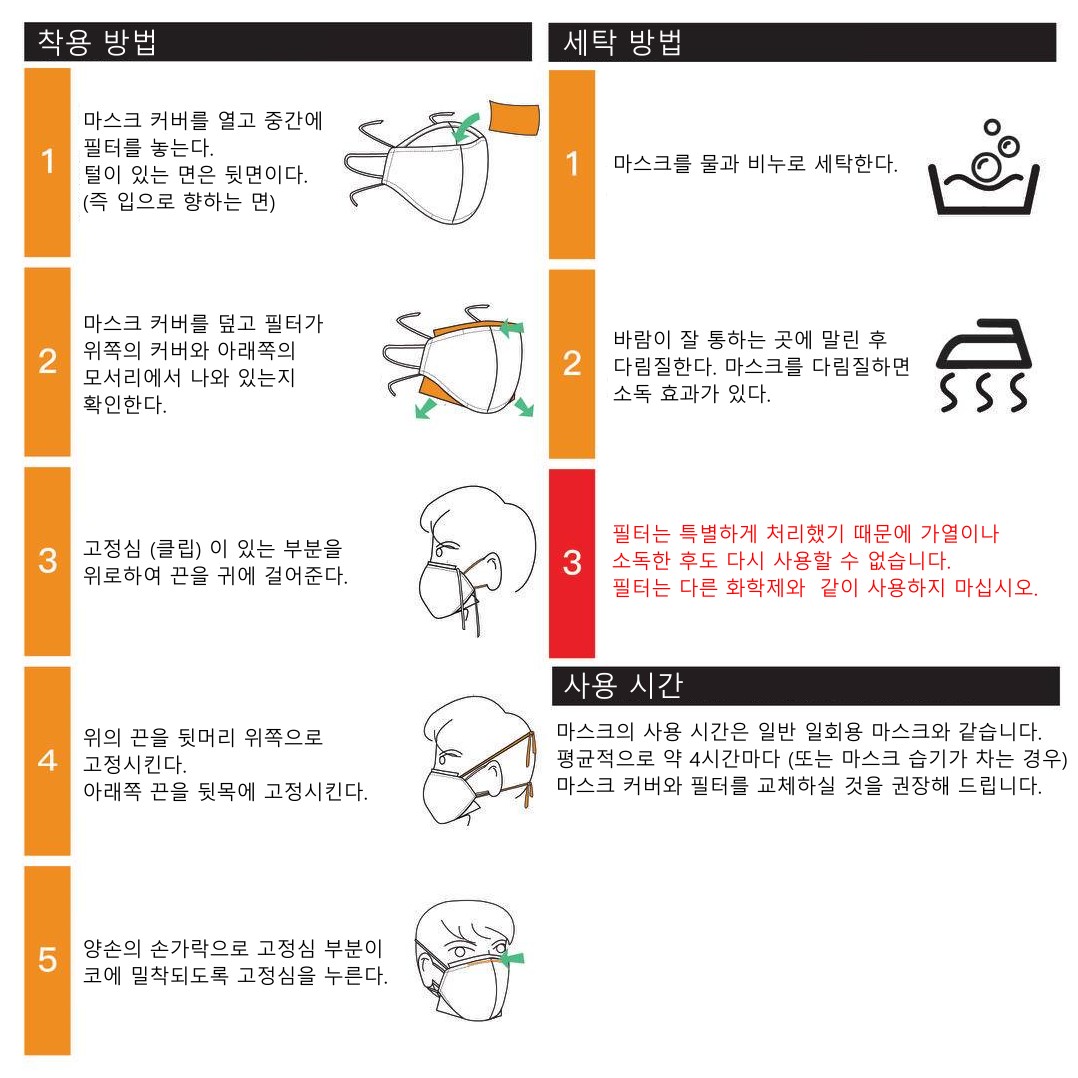 착용 방법
1
마스크 커버를 열고 중간에
필터를 놓는다.
털이 있는 면은 뒷면이다.
(즉 입으로 향하는 면)
2
마스크 커버를 덮고 필터가
위쪽의 커버와 아래쪽의
모서리에서 나와 있는지
확인한다.
3
고정심 (클립) 이 있는 부분을
위로하여 끈을 귀에 걸어준다.
4
위의 끈을 뒷머리 위쪽으로
고정시킨다.
아래쪽 끈을 뒷목에 고정시킨다.
5
양손의 손가락으로 고정심 부분이
코에 밀착되도록 고정심을 누른다.
세탁 방법
1
마스크를 물과 비누로 세탁한다.
2
바람이 잘 통하는 곳에 말린 후
다림질한다. 마스크를 다림질하면
소독 효과가 있다.
3
필터는 특별하게 처리했기 때문에 가열이나
소독한 후도 다시 사용할 수 없습니다.
필터는 다른 화학제와 같이 사용하지 마십시오.
사용 시간
마스크의 사용 시간은 일반 일회용 마스크와 같습니다.
평균적으로 약 4시간마다 (또는 마스크 습기가 차는 경우)
마스크 커버와 필터를 교체하실 것을 권장해 드립니다.